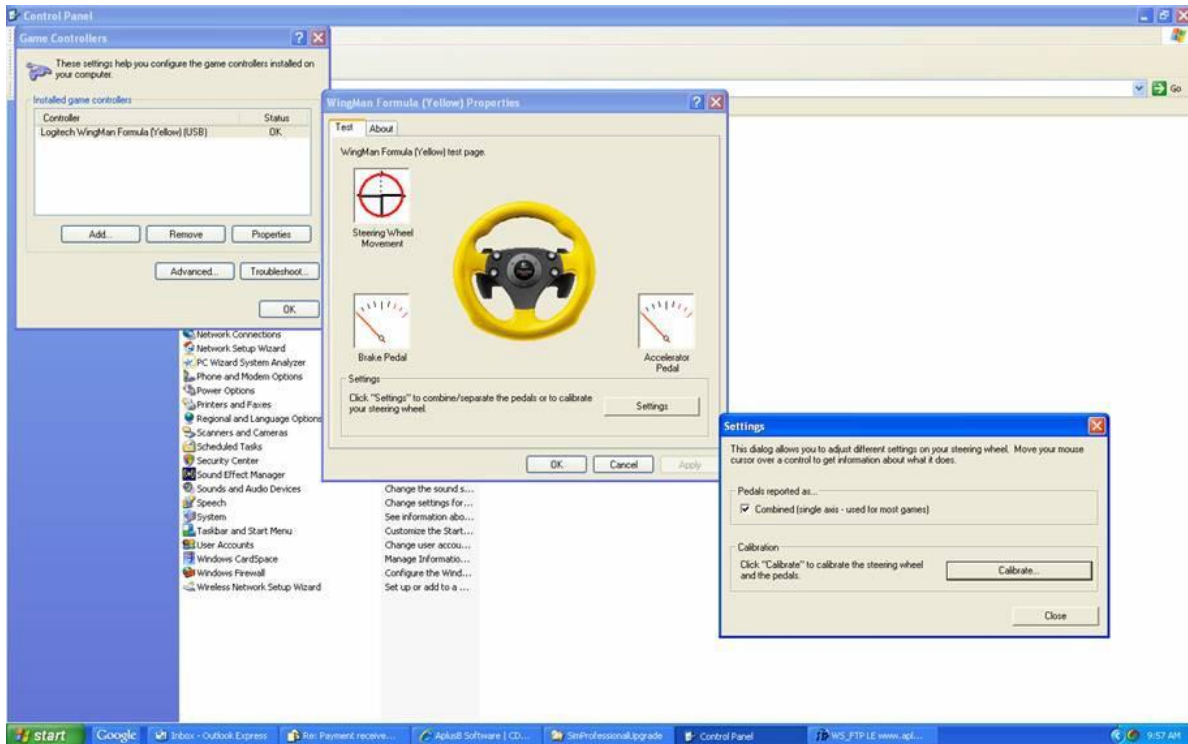 Control Panel
Game Controllers
These settings help you configure the game controllers installed on
your computer.
Installed game controllers
Controller Status
Logitech WingMan Formula (Yellow) (USB) OK
Add... Remove Properties
Advanced... Troubleshoot...
OK
Go
WingMan Formula (Yellow) Properties
Test About
WingMan Formula (Yellow) test page.
Steering Wheel
Movement
Brake Pedal
Accelerator
Pedal
Settings
Click "Settings" to combine/separate the pedals or to calibrate
your steering wheel.
Settings
OK Cancel Apply
Settings
This dialog allows you to adjust different settings on your steering wheel. Move your mouse
cursor over a control to get information about what it does.
Pedals reported as...
Combined (single axis - used for most games)
Calibration
Click "Calibrate" to calibrate the steering wheel
and the pedals.
Calibrate...
Close
Network Connections
Network Setup Wizard
PC Wizard System Analyzer
Phone and Modem Options
Power Options
Printers and Faxes
Regional and Language Options
Scanners and Cameras
Scheduled Tasks
Security Center
Sound Effect Manager
Sounds and Audio Devices Change the sound s...
Speech Change settings for...
System See information abo...
Taskbar and Start Menu Customize the Start...
User Accounts Change user accou...
Windows CardSpace Manage Informatio...
Windows Firewall Configure the Wind...
Wireless Network Setup Wizard Set up or add to a ...
start Google Inbox - Outlook Express Re: Payment receive... Aplus8 Software | CD... SimProfessionalUpgrade Control Panel WS_FTP LE www.apl... 9:57 AM